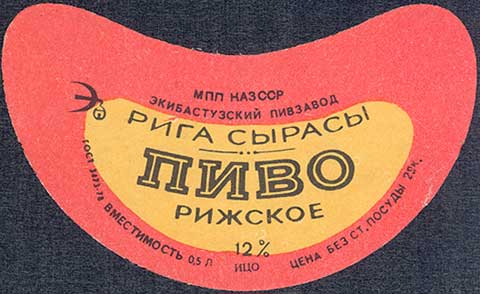 МПП КАЗССР
ЭКИБАСТУЗСКИЙ ПИВЗАВОД
РИГА СЫРАСЫ
ПИВО
РИЖСКОЕ
12%
ИЦО
ГОСТ 3473-78 ВМЕСТИМОСТЬ 0,5 Л
ЦЕНА БЕЗ СТ. ПОСУДЫ 28К.